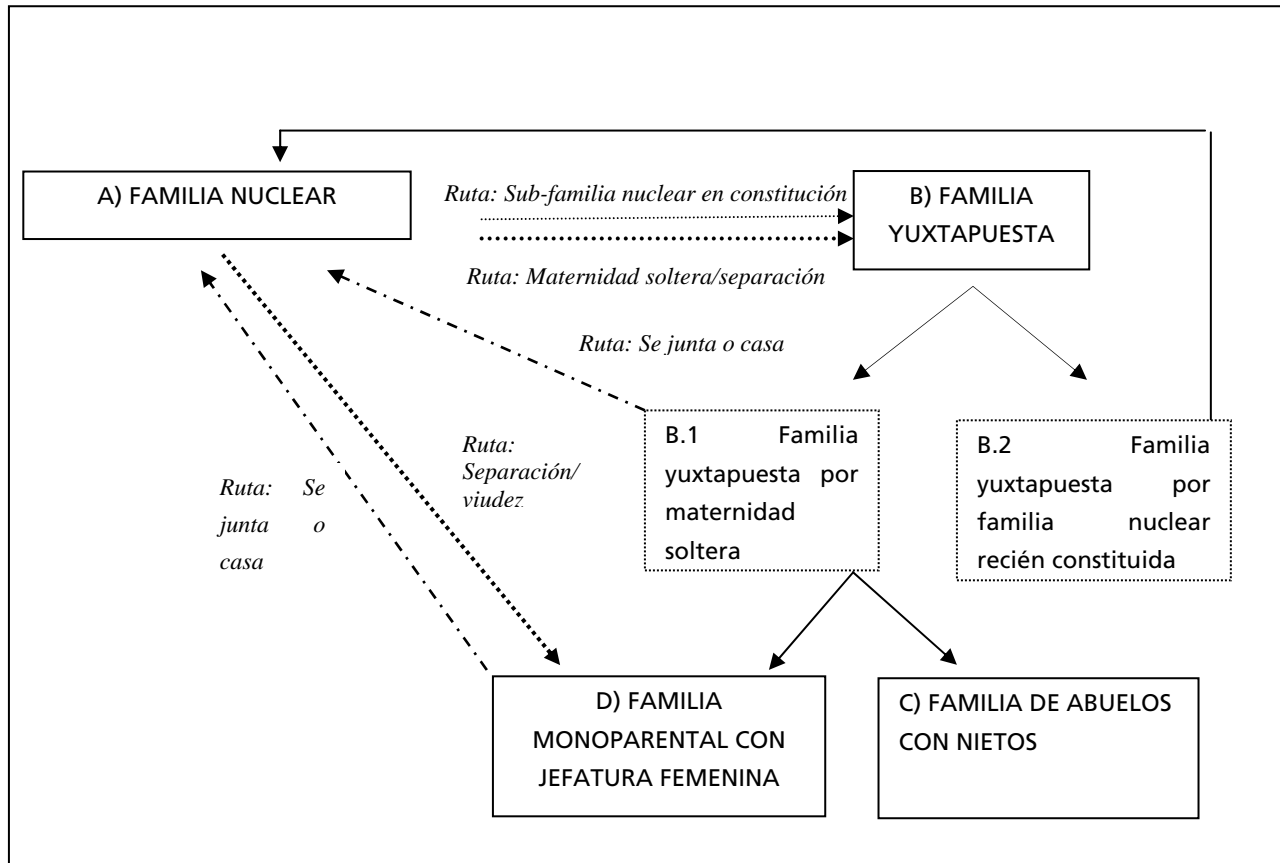 A) FAMILIA NUCLEAR
Ruta: Sub-familia nuclear en constitución
B) FAMILIA
YUXTAPUESTA
Ruta: Maternidad soltera/separación
Ruta: Se junta o casa
B.1 Familia
yuxtapuesta por
maternidad
soltera
B.2 Familia
yuxtapuesta por
familia nuclear
recién constituida
Ruta:
Separación/
viudez
Ruta: Se
junta o
casa
D) FAMILIA
MONOPARENTAL CON
JEFATURA FEMENINA
C) FAMILIA DE ABUELOS
CON NIETOS